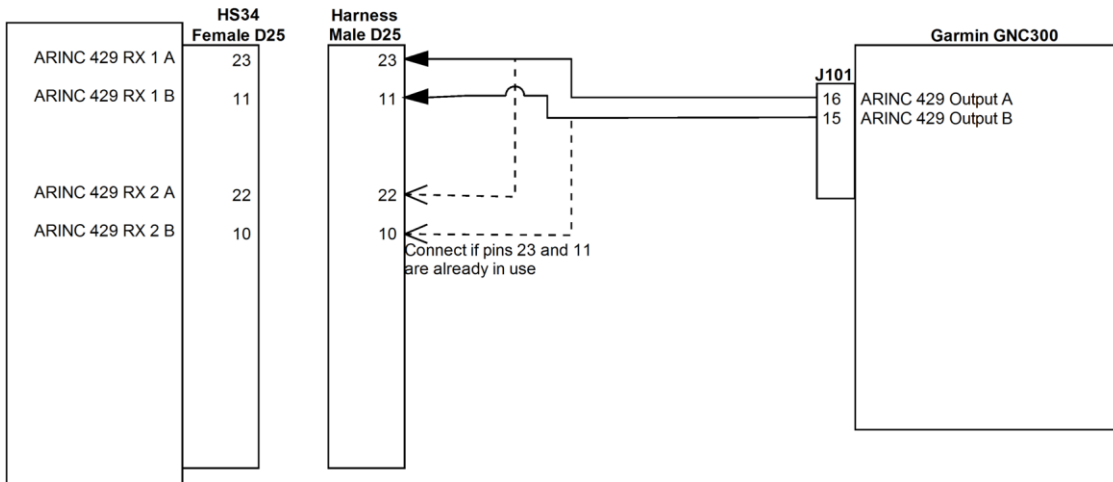 HS34
Female D25
Harness
Male D25
Garmin GNC300
ARINC 429 RX 1 A
23
23
J101
ARINC 429 RX 1 B
11
11
16
ARINC 429 Output A
15
ARINC 429 Output B
ARINC 429 RX 2 A
22
22
ARINC 429 RX 2 B
10
10
Connect if pins 23 and 11
are already in use